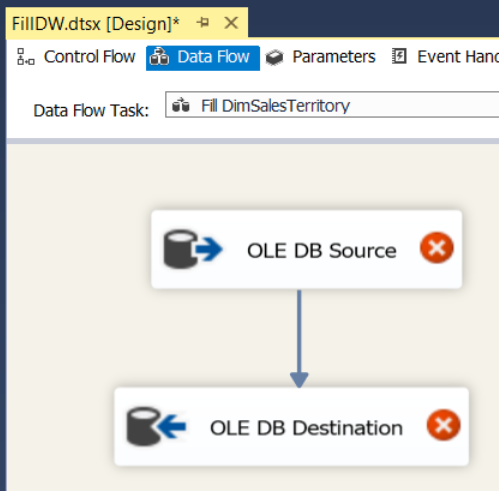 FillDW.dtsx [Design]*
Control Flow Data Flow Parameters Event Hanc
Data Flow Task: Fill DimSalesTerritory
OLE DB Source
OLE DB Destination